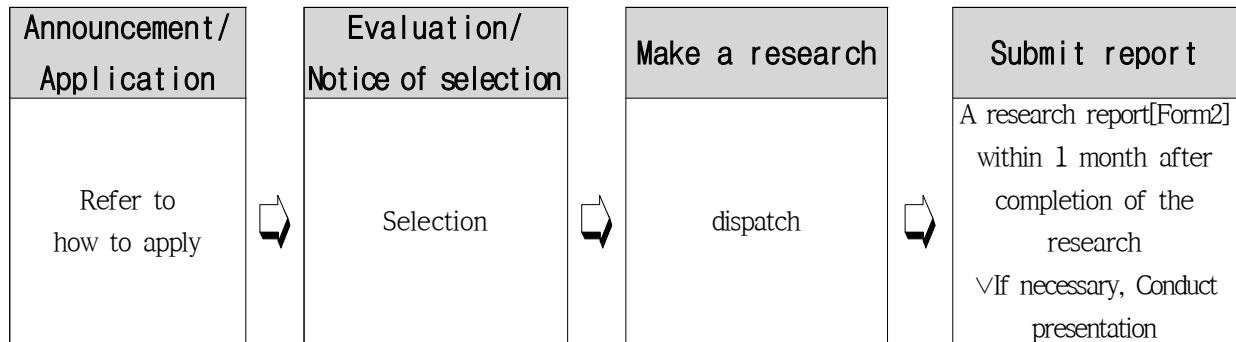 Announcement/
Application
Refer to
how to apply
Evaluation/
Notice of selection
Selection
Make a research
dispatch
Submit report
A research report[Form2]
within 1 month after
completion of the
research
∨If necessary, Conduct
presentation